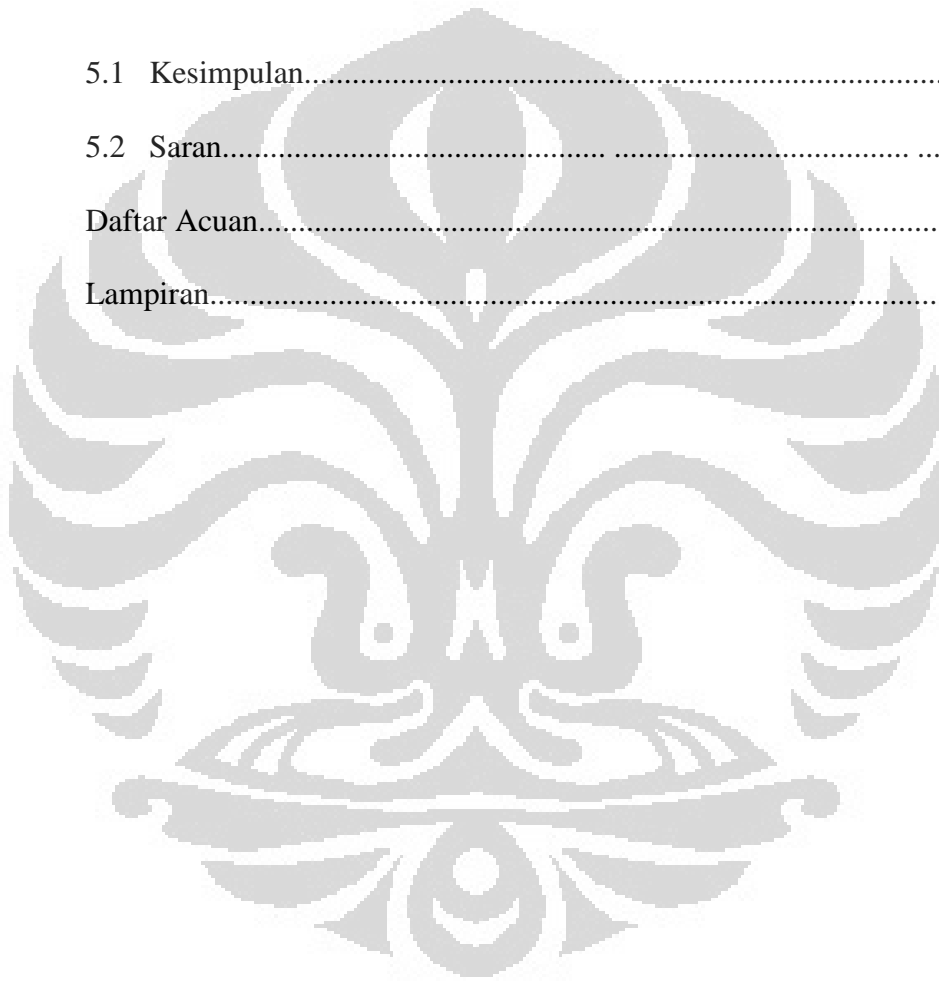 5.1 Kesimpulan....................................................................................
5.2 Saran.................................................. ...................................... ...
Daftar Acuan..........................................................................................
Lampiran................................................................................................